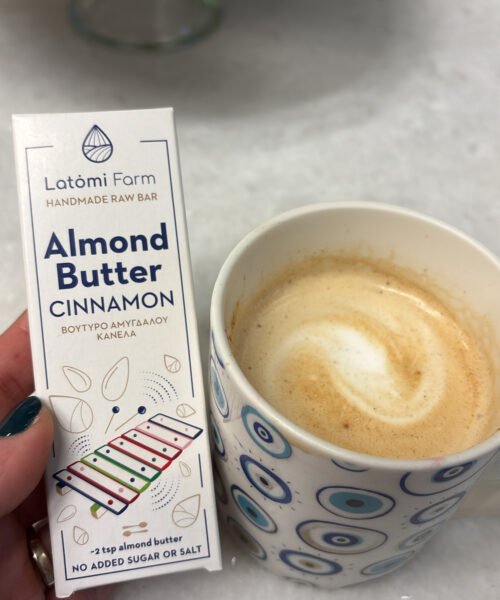 Latòmi Farm
HANDMADE RAW BAR
Almond
Butter
CINNAMON
ΒΟΥΤΥΡΟ ΑΜΥΓΔΑΛΟΥ
ΚΑΝΕΛΑ
~2 tsp almond butter
NO ADDED SUGAR OR SALT